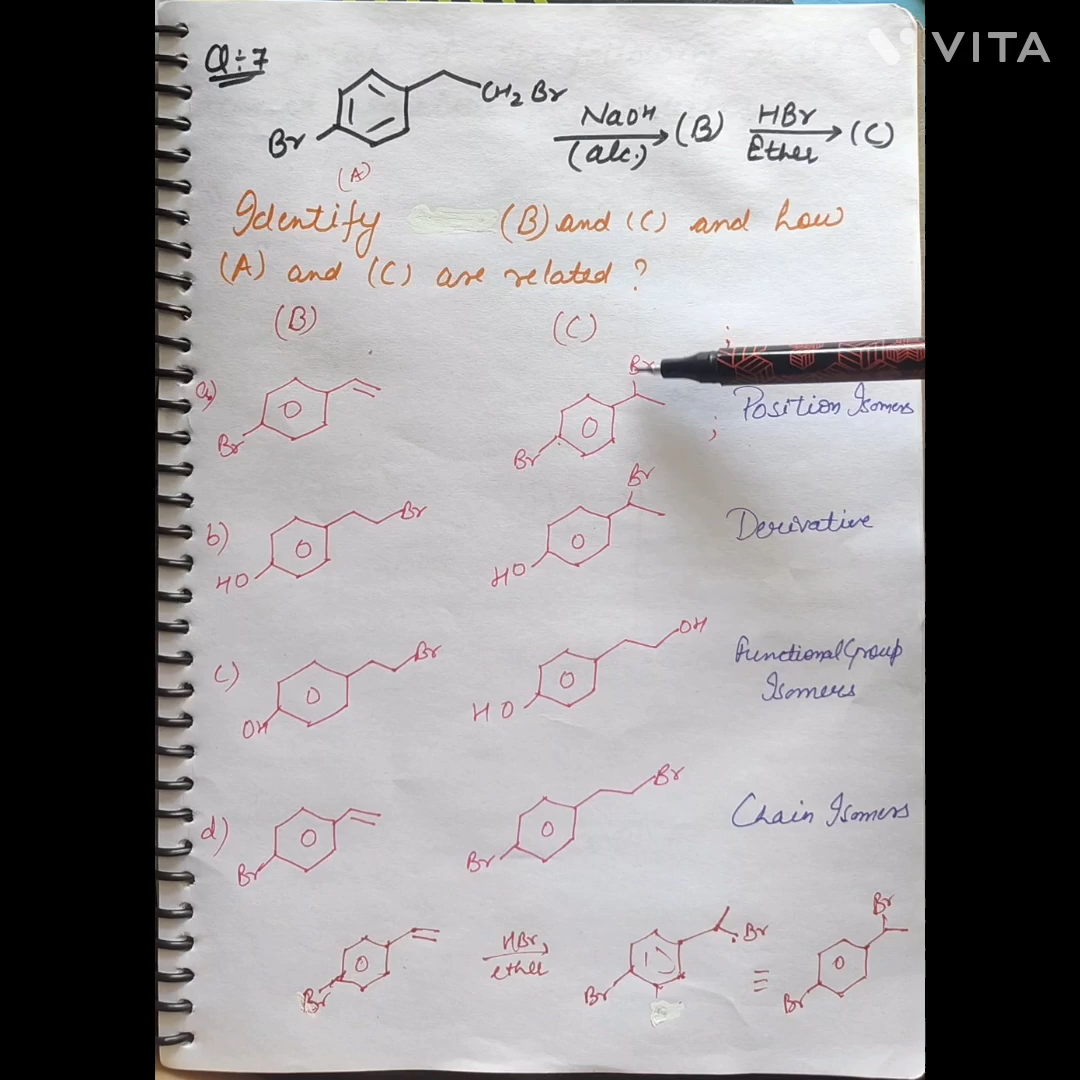 VITA
Q÷7
CH2 Br
Br
(A)
NaOH
(alc.)
(B)
HBr
Ether
(C)
Identify (B) and (C) and how
(A) and (C) are related ?
(B) (C) ;
a) Br
Br Br
; Position Isomers
b) HO Br
HO Br
Derivative
c) OH Br
HO OH
Functional Group
Isomers
d) Br
Br Br
Chain Isomers
Br
HBr,
ether
Br Br
≡
Br Br